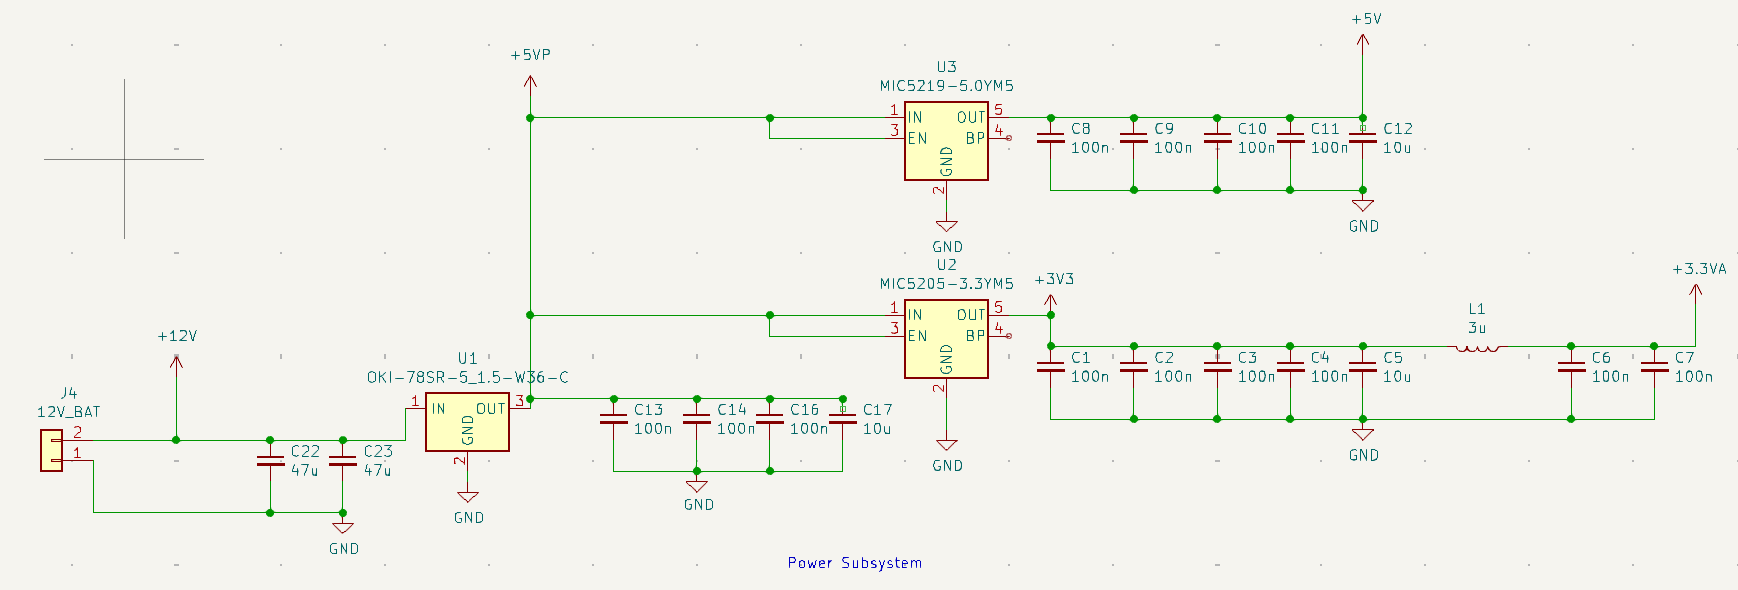 +5V
+5VP
U3
MIC5219-5.0YM5
1 IN OUT 5
3 EN BP 4
GND
2
GND
C8
100n
C9
100n
C10
100n
C11
100n
C12
10u
GND
U2
MIC5205-3.3YM5
1 IN OUT 5
3 EN BP 4
GND
2
GND
+3V3
C1
100n
C2
100n
C3
100n
C4
100n
C5
10u
GND
L1
3u
C6
100n
C7
100n
+3.3VA
+12V
J4
12V_BAT
2
1
C22
47u
C23
47u
GND
U1
OKI-78SR-5_1.5-W36-C
1 IN OUT 3
GND
2
GND
C13
100n
C14
100n
C16
100n
C17
10u
GND
Power Subsystem